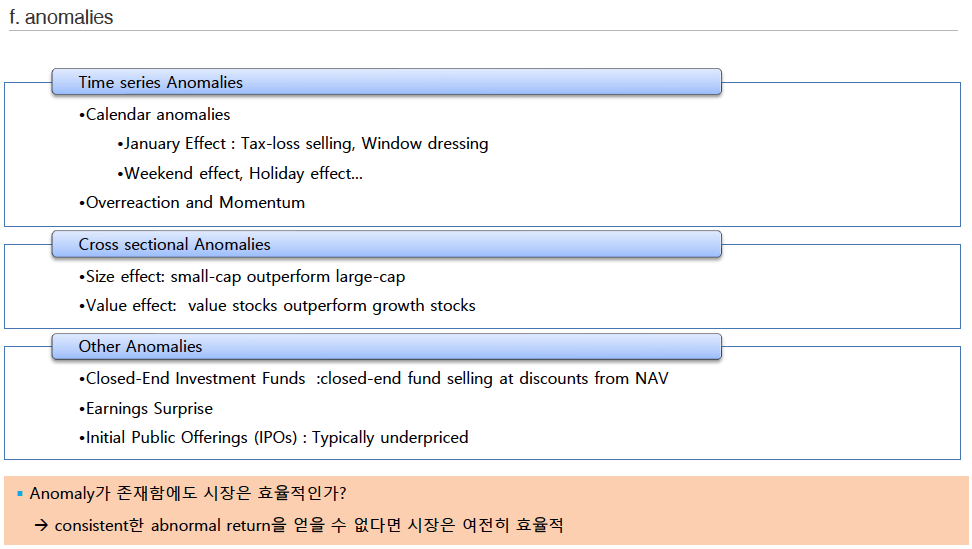 f. anomalies
Time series Anomalies
•Calendar anomalies
•January Effect : Tax-loss selling, Window dressing
•Weekend effect, Holiday effect...
•Overreaction and Momentum
Cross sectional Anomalies
•Size effect: small-cap outperform large-cap
•Value effect:  value stocks outperform growth stocks
Other Anomalies
•Closed-End Investment Funds  :closed-end fund selling at discounts from NAV
•Earnings Surprise
•Initial Public Offerings (IPOs) : Typically underpriced
▪ Anomaly가 존재함에도 시장은 효율적인가?
→ consistent한 abnormal return을 얻을 수 없다면 시장은 여전히 효율적